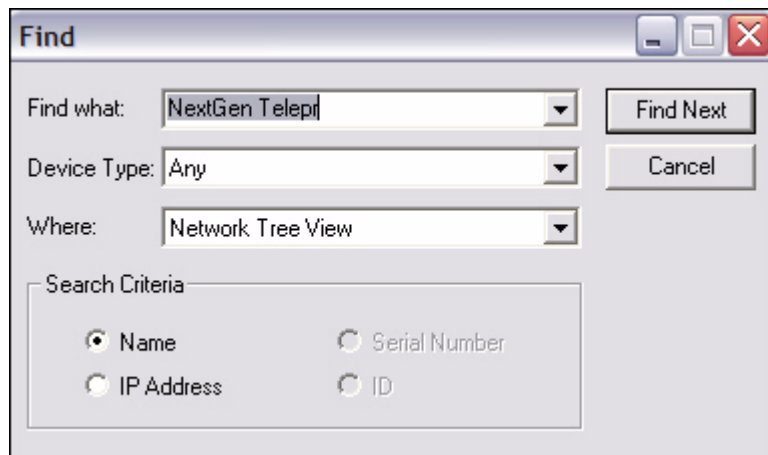 Find
Find what: NextGen Telepr Find Next
Device Type: Any Cancel
Where: Network Tree View
Search Criteria
Name Serial Number
IP Address ID